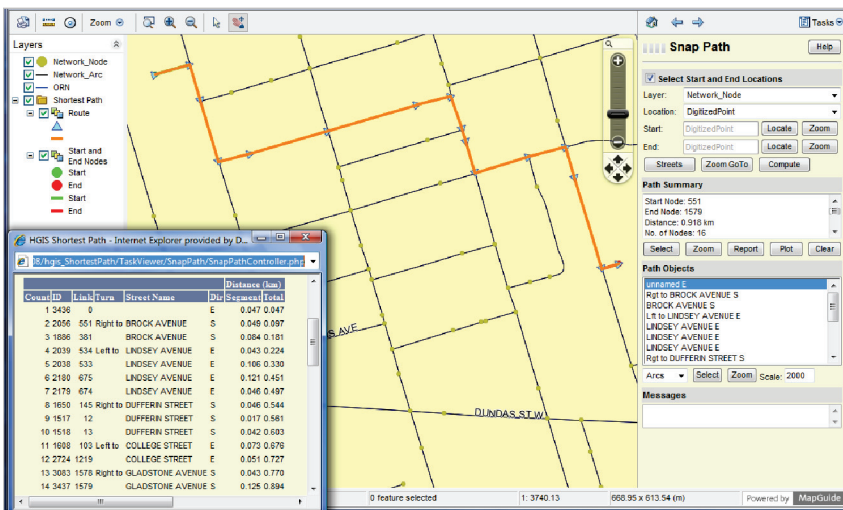 Zoom
Tasks
Layers
Network_Node
Network_Arc
ORN
Shortest Path
Route
Start and
End Nodes
Start
End
Start
End
DUNDAS ST W
Snap Path
Help
Select Start and End Locations
Layer: Network_Node
Location: DigitizedPoint
Start: DigitizedPoint Locate Zoom
End: DigitizedPoint Locate Zoom
Streets Zoom GoTo Compute
Path Summary
Start Node: 551
End Node: 1579
Distance: 0.918 km
No. of Nodes: 16
Select Zoom Report Plot Clear
Path Objects
unnamed E
Rgt to BROCK AVENUE S
BROCK AVENUE S
Lft to LINDSEY AVENUE E
LINDSEY AVENUE E
LINDSEY AVENUE E
LINDSEY AVENUE E
Rgt to DUFFERIN STREET S
Arcs Select Zoom Scale: 2000
Messages
HGIS Shortest Path - Internet Explorer provided by D...
/hgis_ShortestPath/TaskViewer/SnapPath/SnapPathController.php
Distance (km)
Count ID Link Turn Street Name Dir Segment Total
1 3436 0 E 0.047 0.047
2 2056 551 Right to BROCK AVENUE S 0.049 0.097
3 1886 381 BROCK AVENUE S 0.084 0.181
4 2039 534 Left to LINDSEY AVENUE E 0.043 0.224
5 2038 533 LINDSEY AVENUE E 0.106 0.330
6 2180 675 LINDSEY AVENUE E 0.121 0.451
7 2179 674 LINDSEY AVENUE E 0.046 0.497
8 1650 145 Right to DUFFERIN STREET S 0.046 0.544
9 1517 12 DUFFERIN STREET S 0.017 0.561
10 1518 13 DUFFERIN STREET S 0.042 0.603
11 1608 103 Left to COLLEGE STREET E 0.073 0.676
12 2724 1219 COLLEGE STREET E 0.051 0.727
13 3083 1578 Right to GLADSTONE AVENUE S 0.043 0.770
14 3437 1579 GLADSTONE AVENUE S 0.125 0.894
AVE
0 feature selected
1: 3740.13
668.95 x 613.54 (m)
Powered by MapGuide